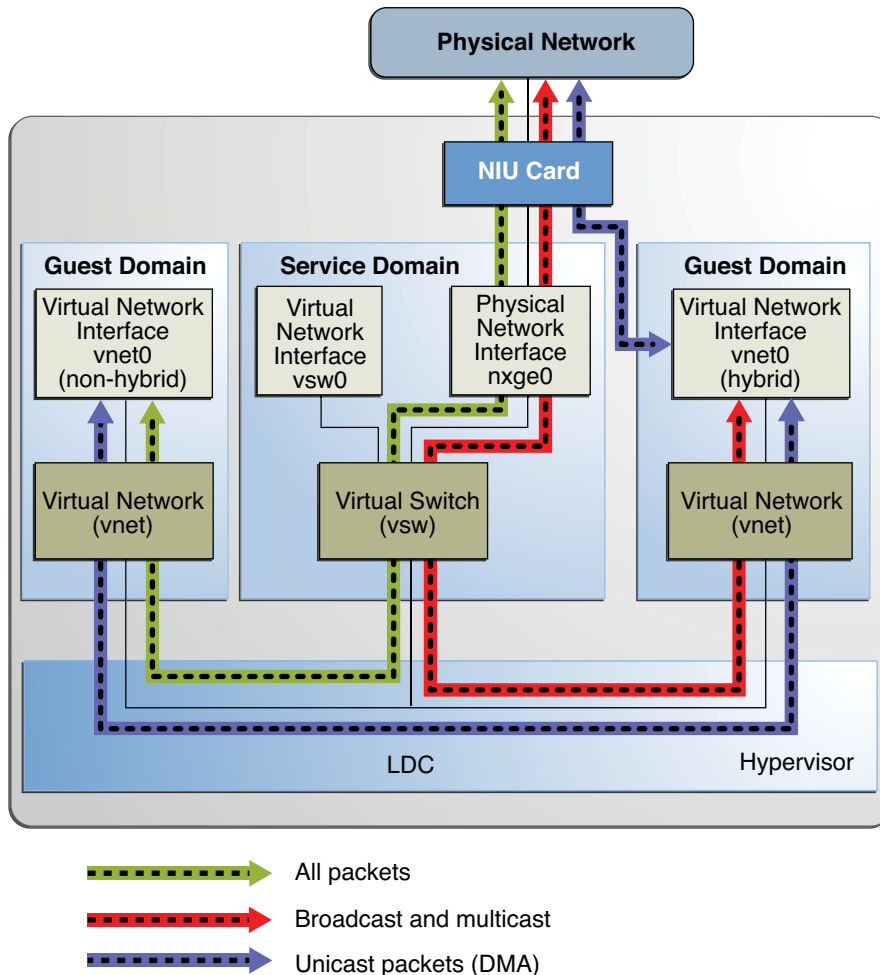 Physical Network
NIU Card
Guest Domain
Virtual Network
Interface
vnet0
(non-hybrid)
Virtual Network
(vnet)
Service Domain
Virtual
Network
Interface
vsw0
Physical
Network
Interface
nxge0
Virtual Switch
(vsw)
Guest Domain
Virtual Network
Interface
vnet0
(hybrid)
Virtual Network
(vnet)
LDC
Hypervisor
All packets
Broadcast and multicast
Unicast packets (DMA)